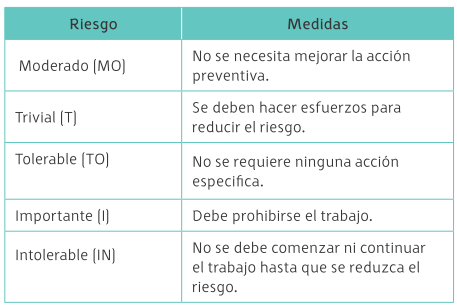 Riesgo Medidas
Moderado (MO) No se necesita mejorar la acción
preventiva.
Trivial (T) Se deben hacer esfuerzos para
reducir el riesgo.
Tolerable (TO) No se requiere ninguna acción
especifica.
Importante (I) Debe prohibirse el trabajo.
Intolerable (IN) No se debe comenzar ni continuar
el trabajo hasta que se reduzca el
riesgo.